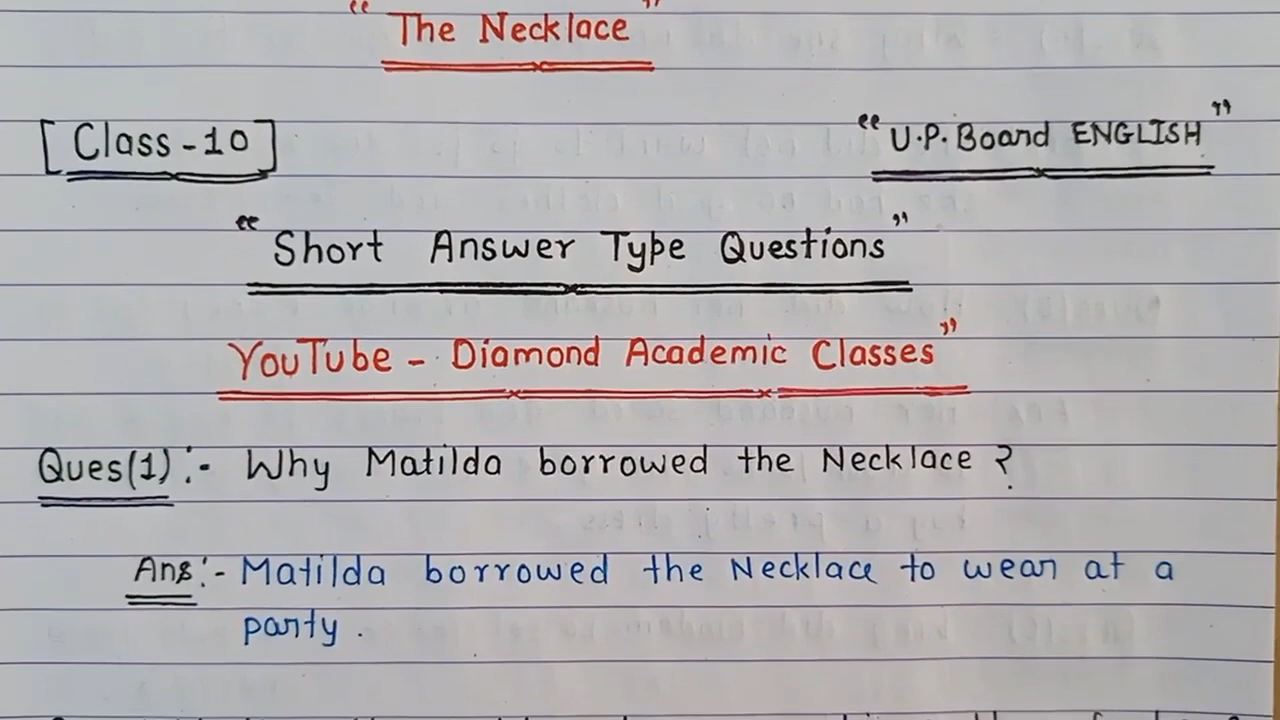 " The Necklace "
[ Class - 10 ]
" U.P. Board ENGLISH "
" Short Answer Type Questions "
YouTube - Diamond Academic Classes "
Ques(1) :- Why Matilda borrowed the Necklace ?
Ans :- Matilda borrowed the Necklace to wear at a
party .